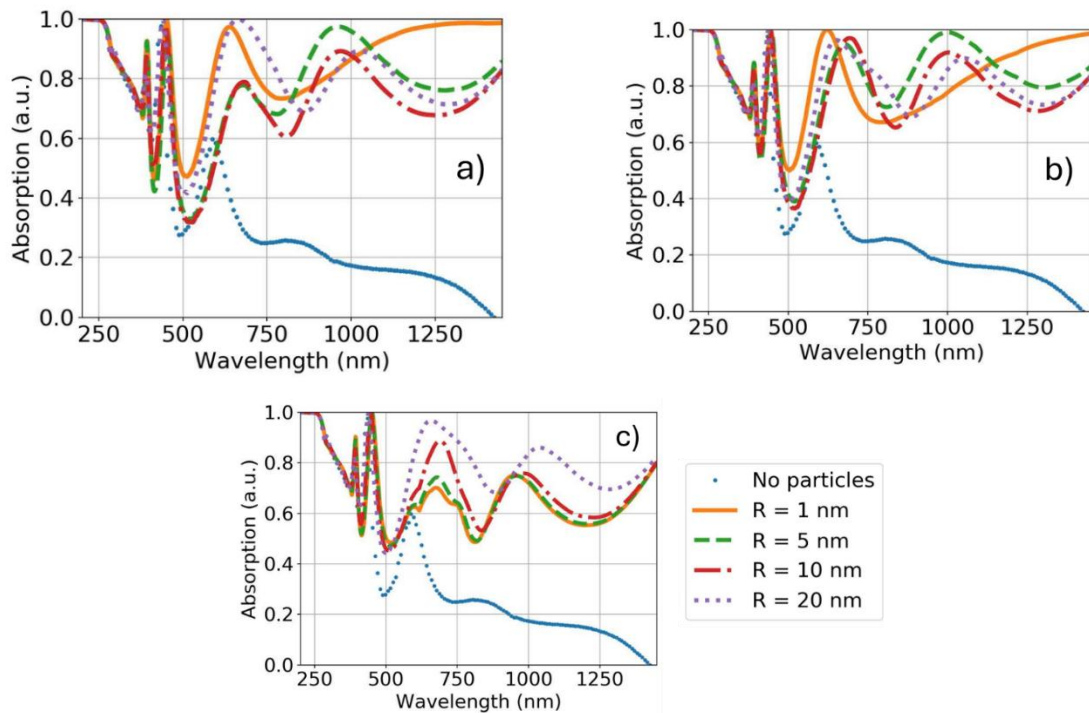 a)
Absorption (a.u.)
1.0
0.8
0.6
0.4
0.2
0.0
250 500 750 1000 1250
Wavelength (nm)
b)
Absorption (a.u.)
1.0
0.8
0.6
0.4
0.2
0.0
250 500 750 1000 1250
Wavelength (nm)
c)
Absorption (a.u.)
1.0
0.8
0.6
0.4
0.2
0.0
250 500 750 1000 1250
Wavelength (nm)
No particles
R = 1 nm
R = 5 nm
R = 10 nm
R = 20 nm